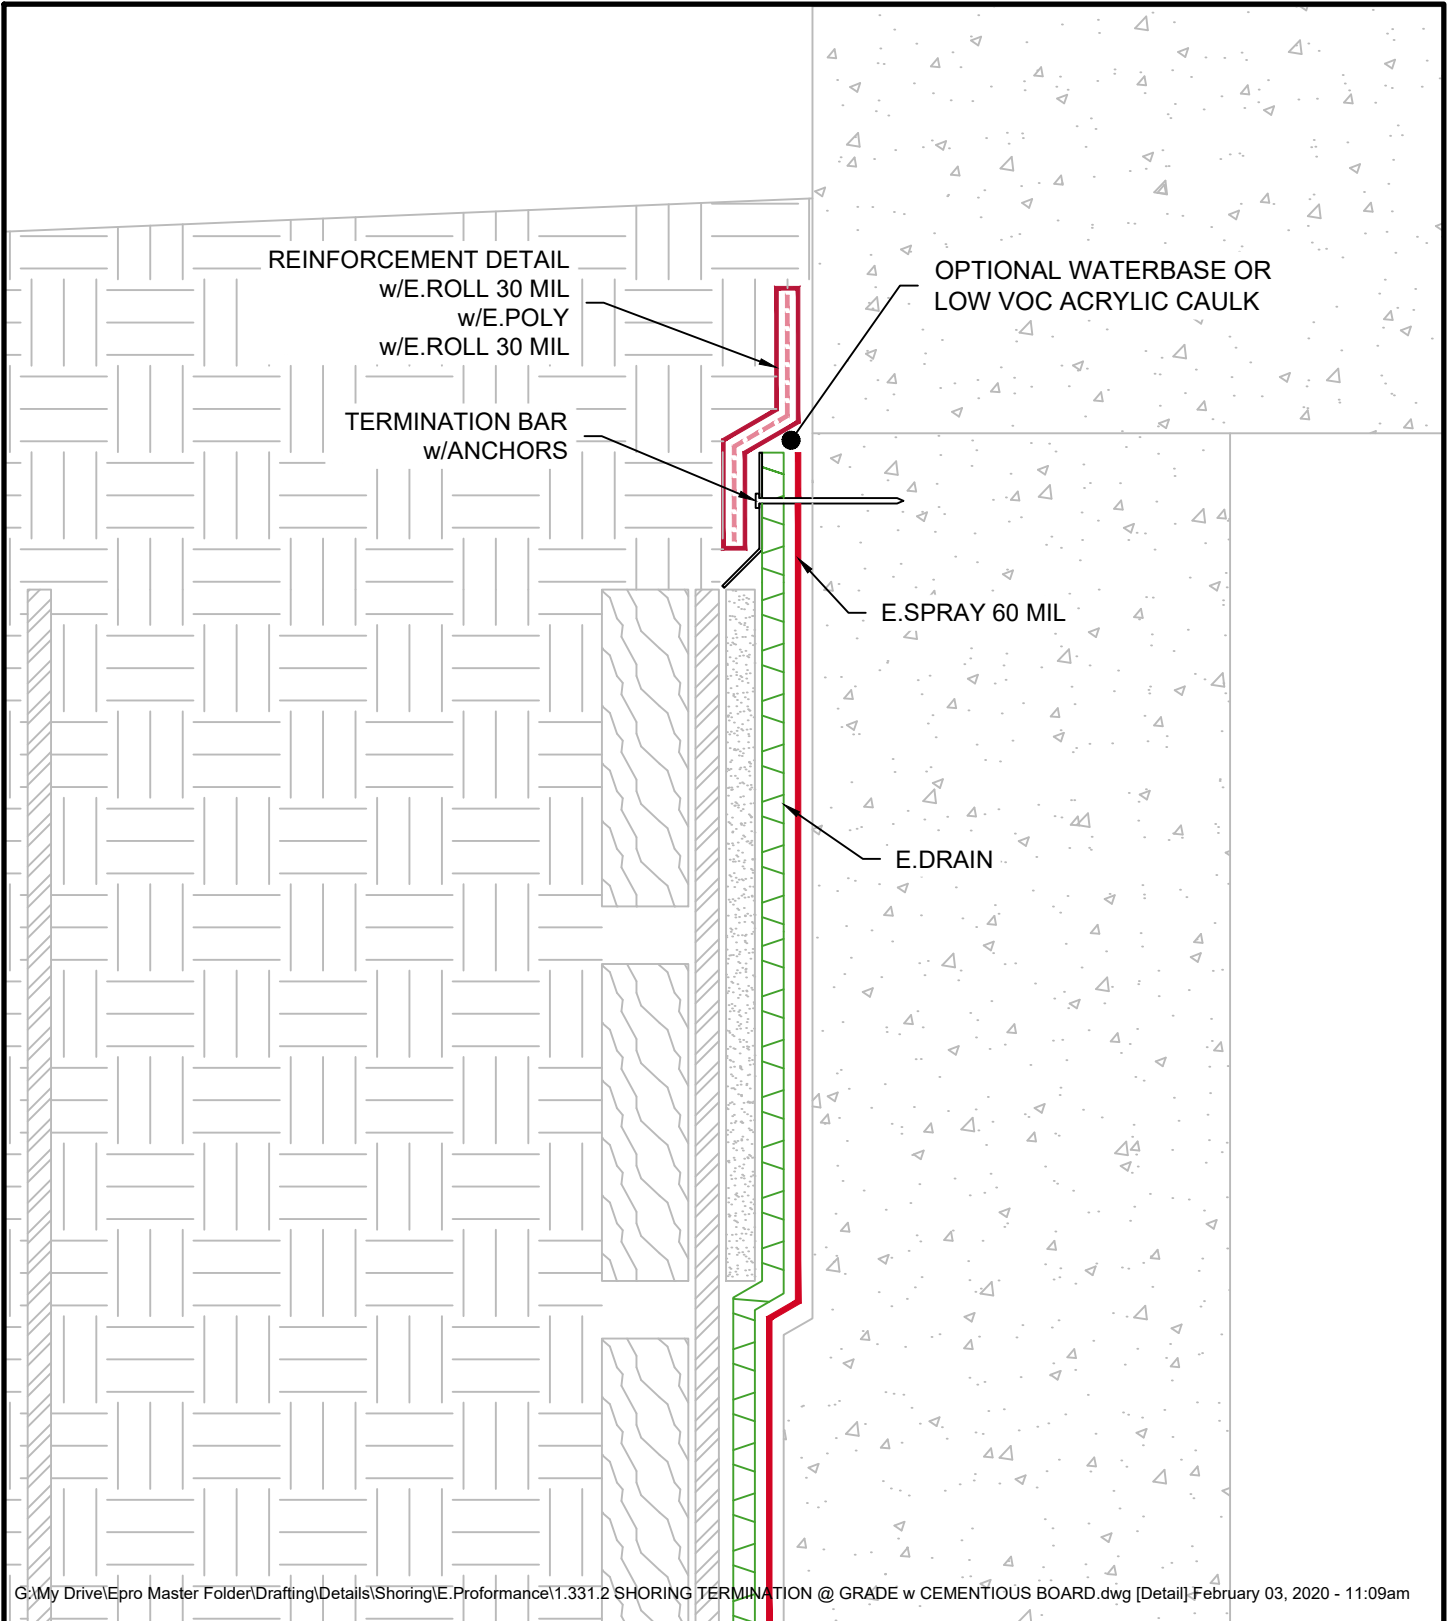 REINFORCEMENT DETAIL
w/E.ROLL 30 MIL
w/E.POLY
w/E.ROLL 30 MIL
OPTIONAL WATERBASE OR
LOW VOC ACRYLIC CAULK
TERMINATION BAR
w/ANCHORS
E.SPRAY 60 MIL
E.DRAIN
G:\My Drive\Epro Master Folder\Drafting\Details\Shoring\E.Proformance\1.331.2 SHORING TERMINATION @ GRADE w CEMENTIOUS BOARD.dwg [Detail] February 03, 2020 - 11:09am